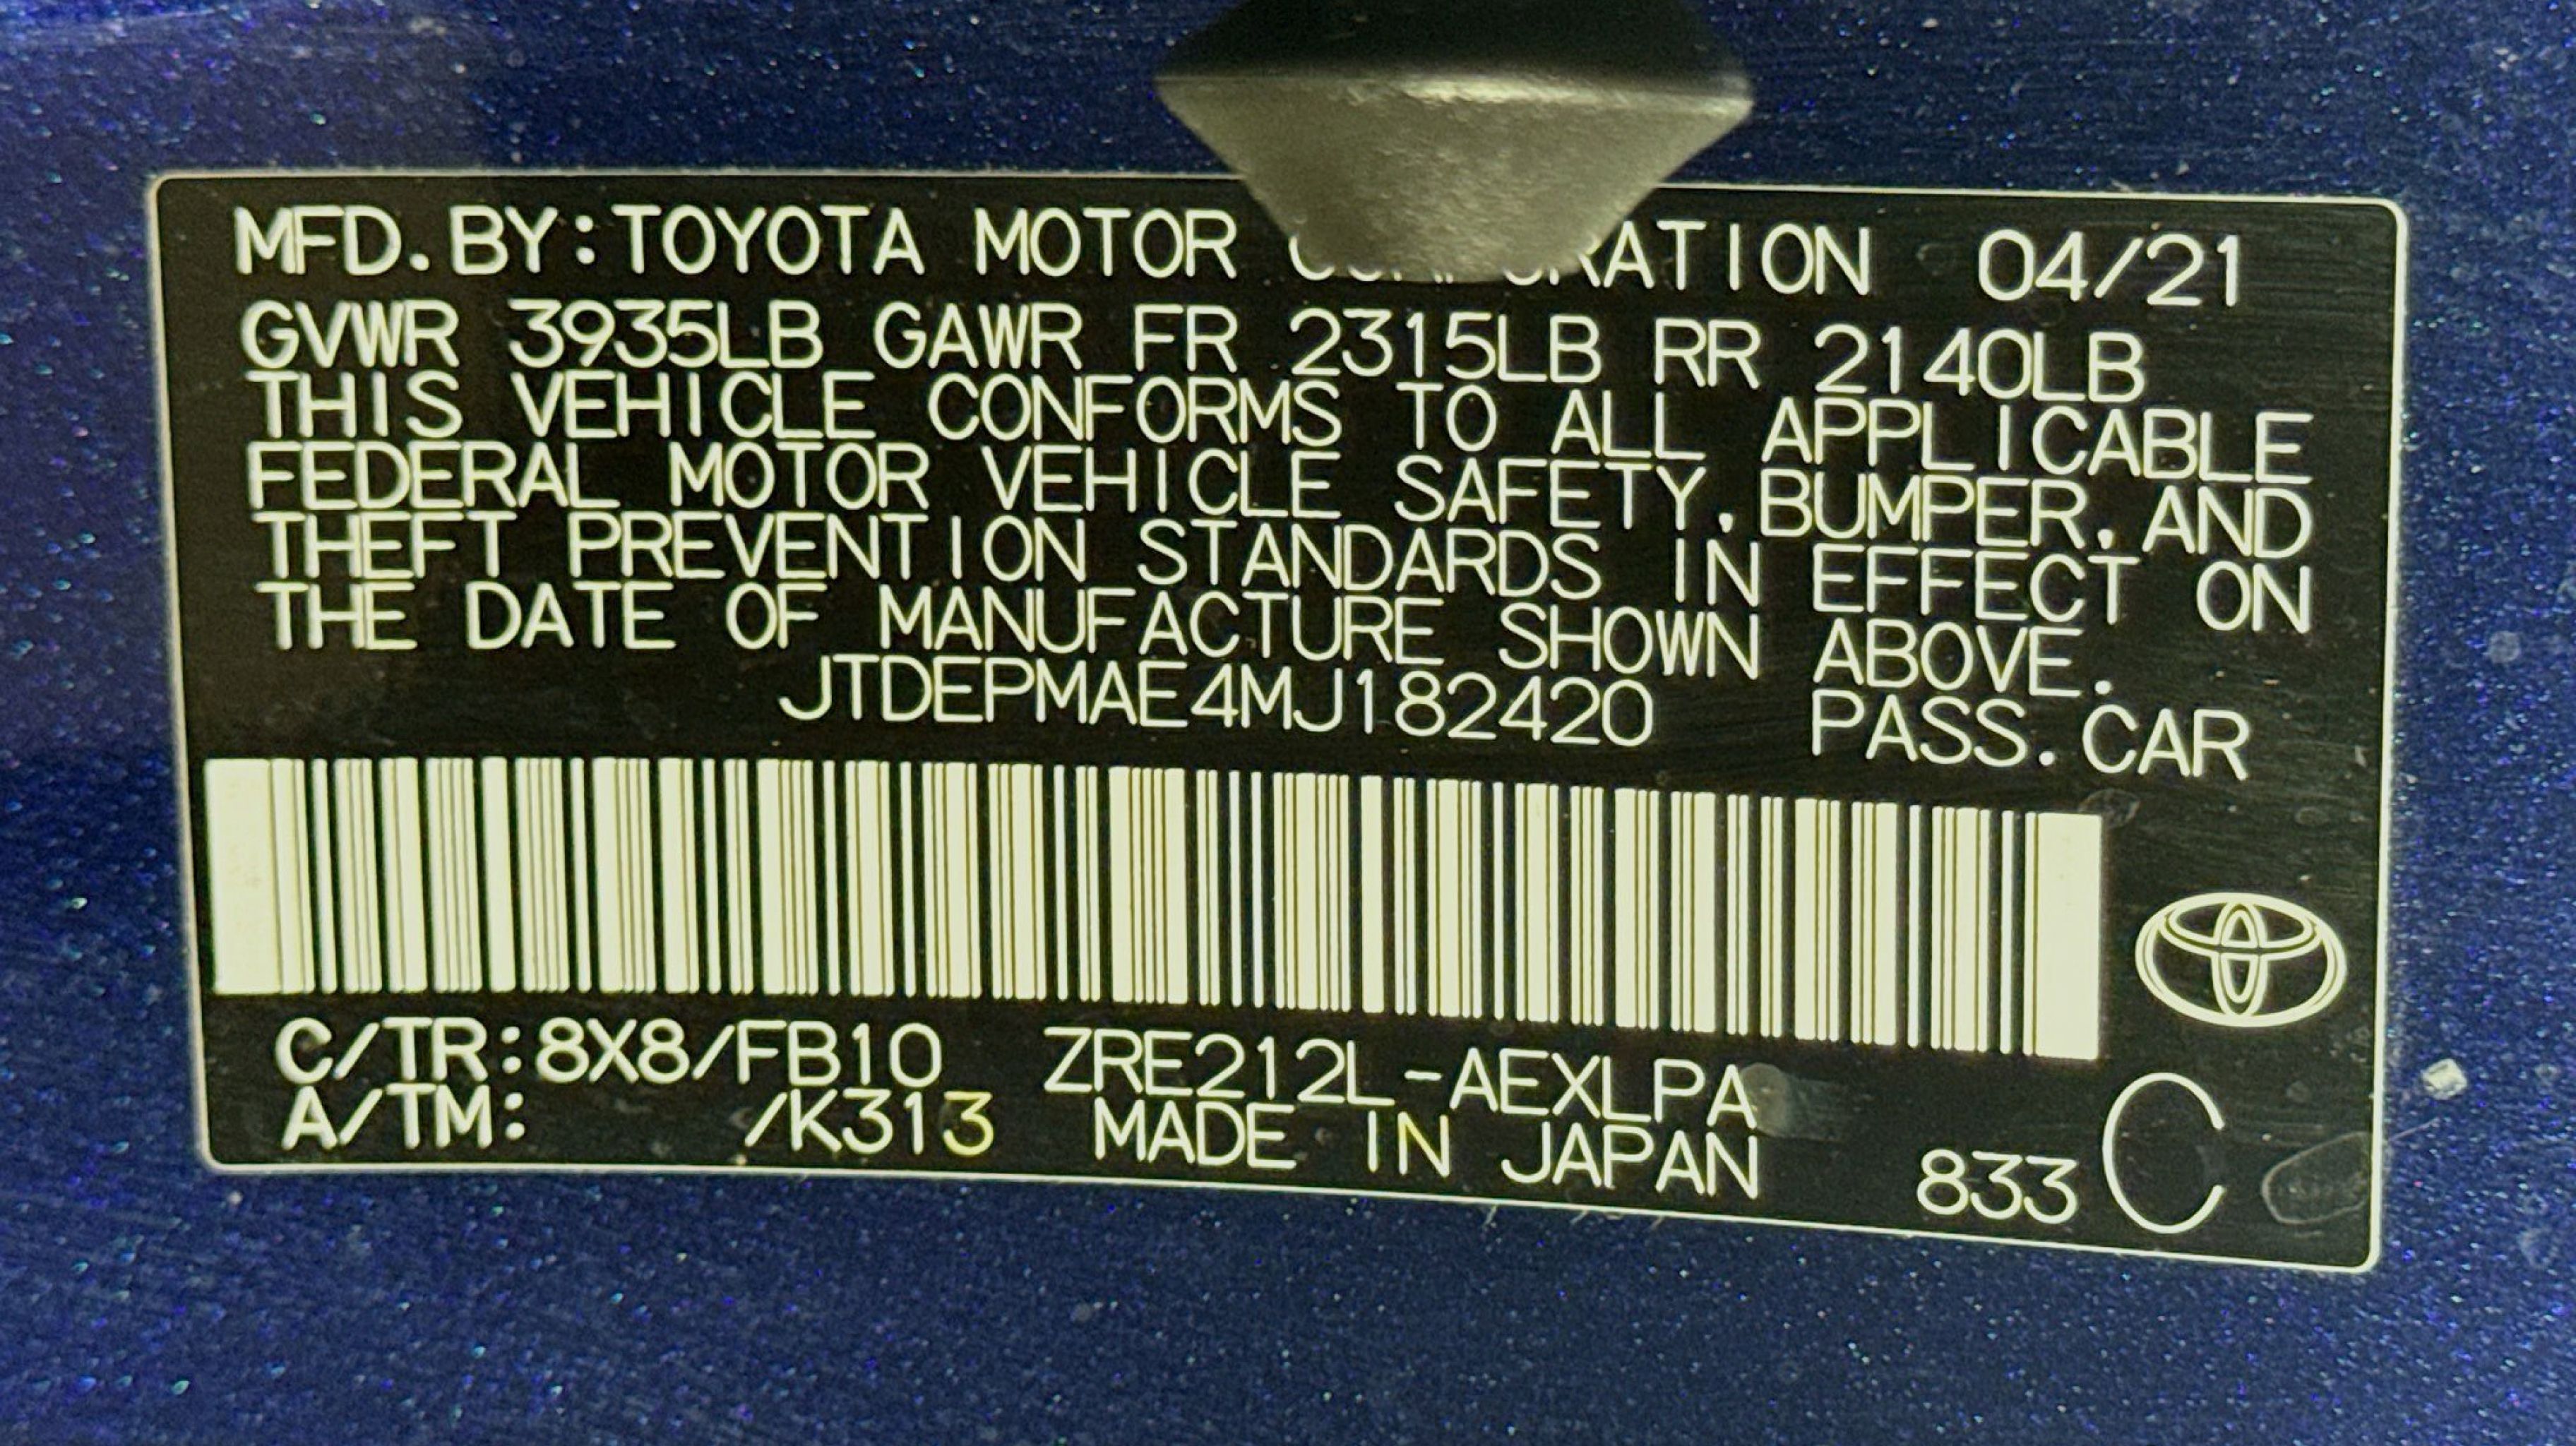 MFD.BY:TOYOTA MOTOR 04/21
GVWR 3935LB GAWR FR 2315LB RR 2140LB
THIS VEHICLE CONFORMS TO ALL APPLICABLE
FEDERAL MOTOR VEHICLE SAFETY,BUMPER,AND
THEFT PREVENTION STANDARDS IN EFFECT ON
THE DATE OF MANUFACTURE SHOWN ABOVE.
JTDEPMAE4MJ182420 PASS.CAR
C/TR:8X8/FB10 ZRE212L-AEXLPA
A/TM: /K313 MADE IN JAPAN 833 C